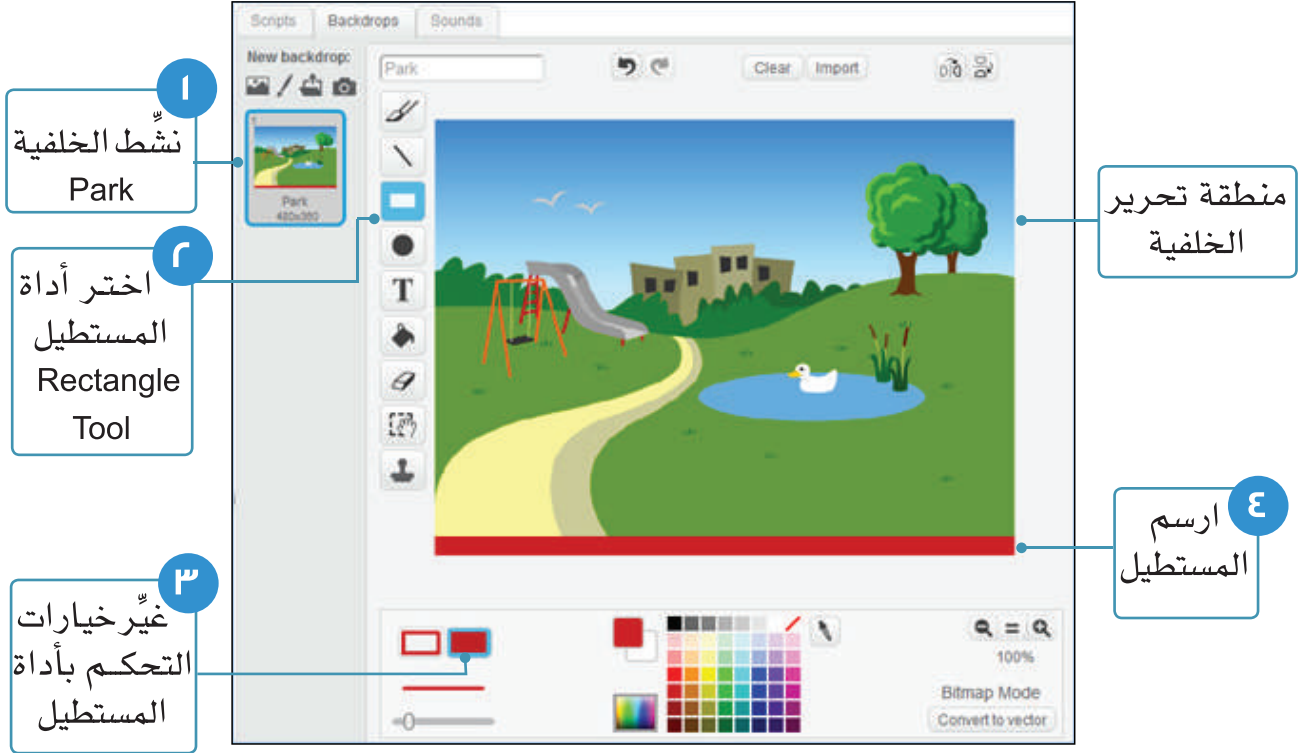 Scripts Backdrops Sounds
New backdrop:
Park
Clear Import
1
Park
480x360
T
١
نشِّط الخلفية
Park
٢
اختر أداة
المستطيل
Rectangle
Tool
منطقة تحرير
الخلفية
٣
غيِّر خيارات
التحكم بأداة
المستطيل
٤
ارسم
المستطيل
100%
Bitmap Mode
Convert to vector